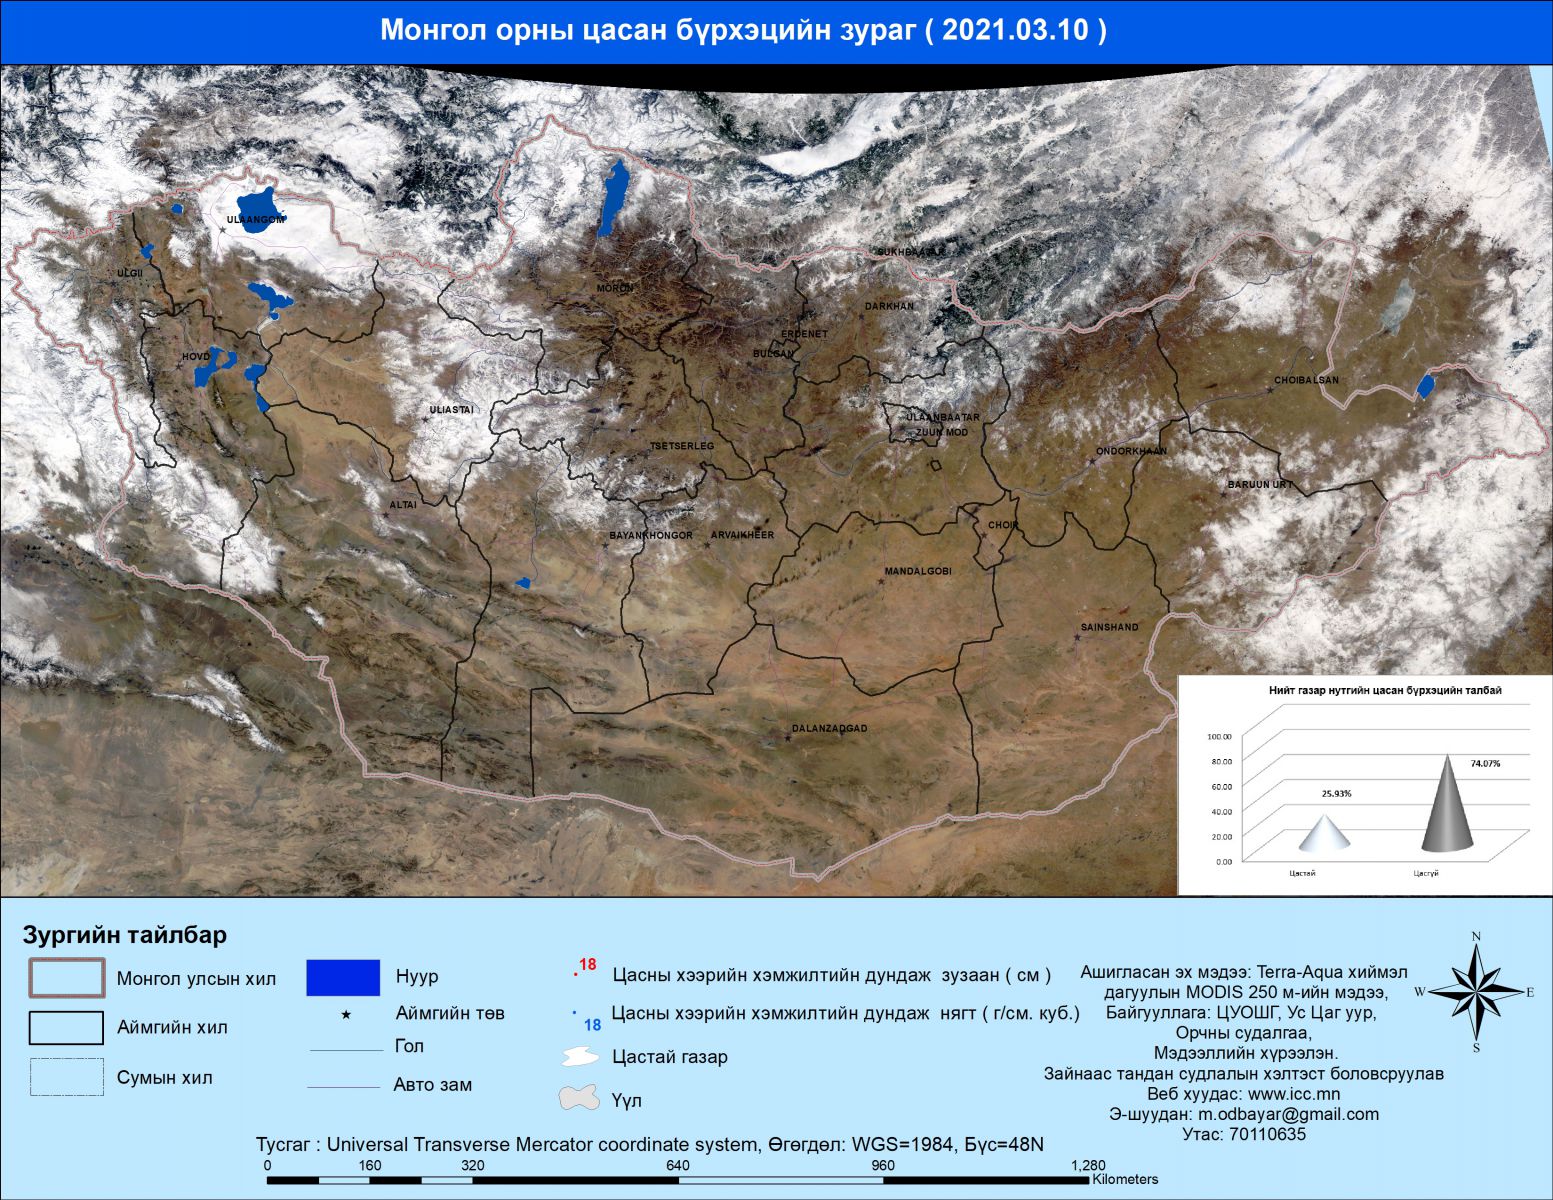 Монгол орны цасан бүрхэцийн зураг ( 2021.03.10 )
ULAANGOM
ULGII
SUKHBAATAR
MORON
DARKHAN
ERDENET
BULGAN
HOVD
CHOIBALSAN
ULIASTAI
ULAANBAATAR
ZUUN MOD
TSETSERLEG
ONDORKHAAN
BARUUN URT
ALTAI
CHOIR
BAYANKHONGOR
ARVAIKHEER
MANDALGOBI
SAINSHAND
DALANZADGAD
Нийт газар нутгийн цасан бүрхэцийн талбай
100.00
80.00
60.00
40.00
20.00
0.00
25.93%
74.07%
Цастай
Цасгүй
Зургийн тайлбар
Монгол улсын хил
Аймгийн хил
Сумын хил
Нуур
Аймгийн төв
Гол
Авто зам
18
Цасны хээрийн хэмжилтийн дундаж зузаан ( см )
18
Цасны хээрийн хэмжилтийн дундаж нягт ( г/см. куб.)
Цастай газар
Үүл
Ашигласан эх мэдээ: Terra-Aqua хиймэл
дагуулын MODIS 250 м-ийн мэдээ,
Байгууллага: ЦУОШГ, Ус Цаг уур,
Орчны судалгаа,
Мэдээллийн хүрээлэн.
Зайнаас тандан судлалын хэлтэст боловсруулав
Веб хуудас: www.icc.mn
Э-шуудан: m.odbayar@gmail.com
Утас: 70110635
N
W
E
S
Тусгаг : Universal Transverse Mercator coordinate system, Өгөгдөл: WGS=1984, Бүс=48N
0 160 320 640 960 1,280
Kilometers